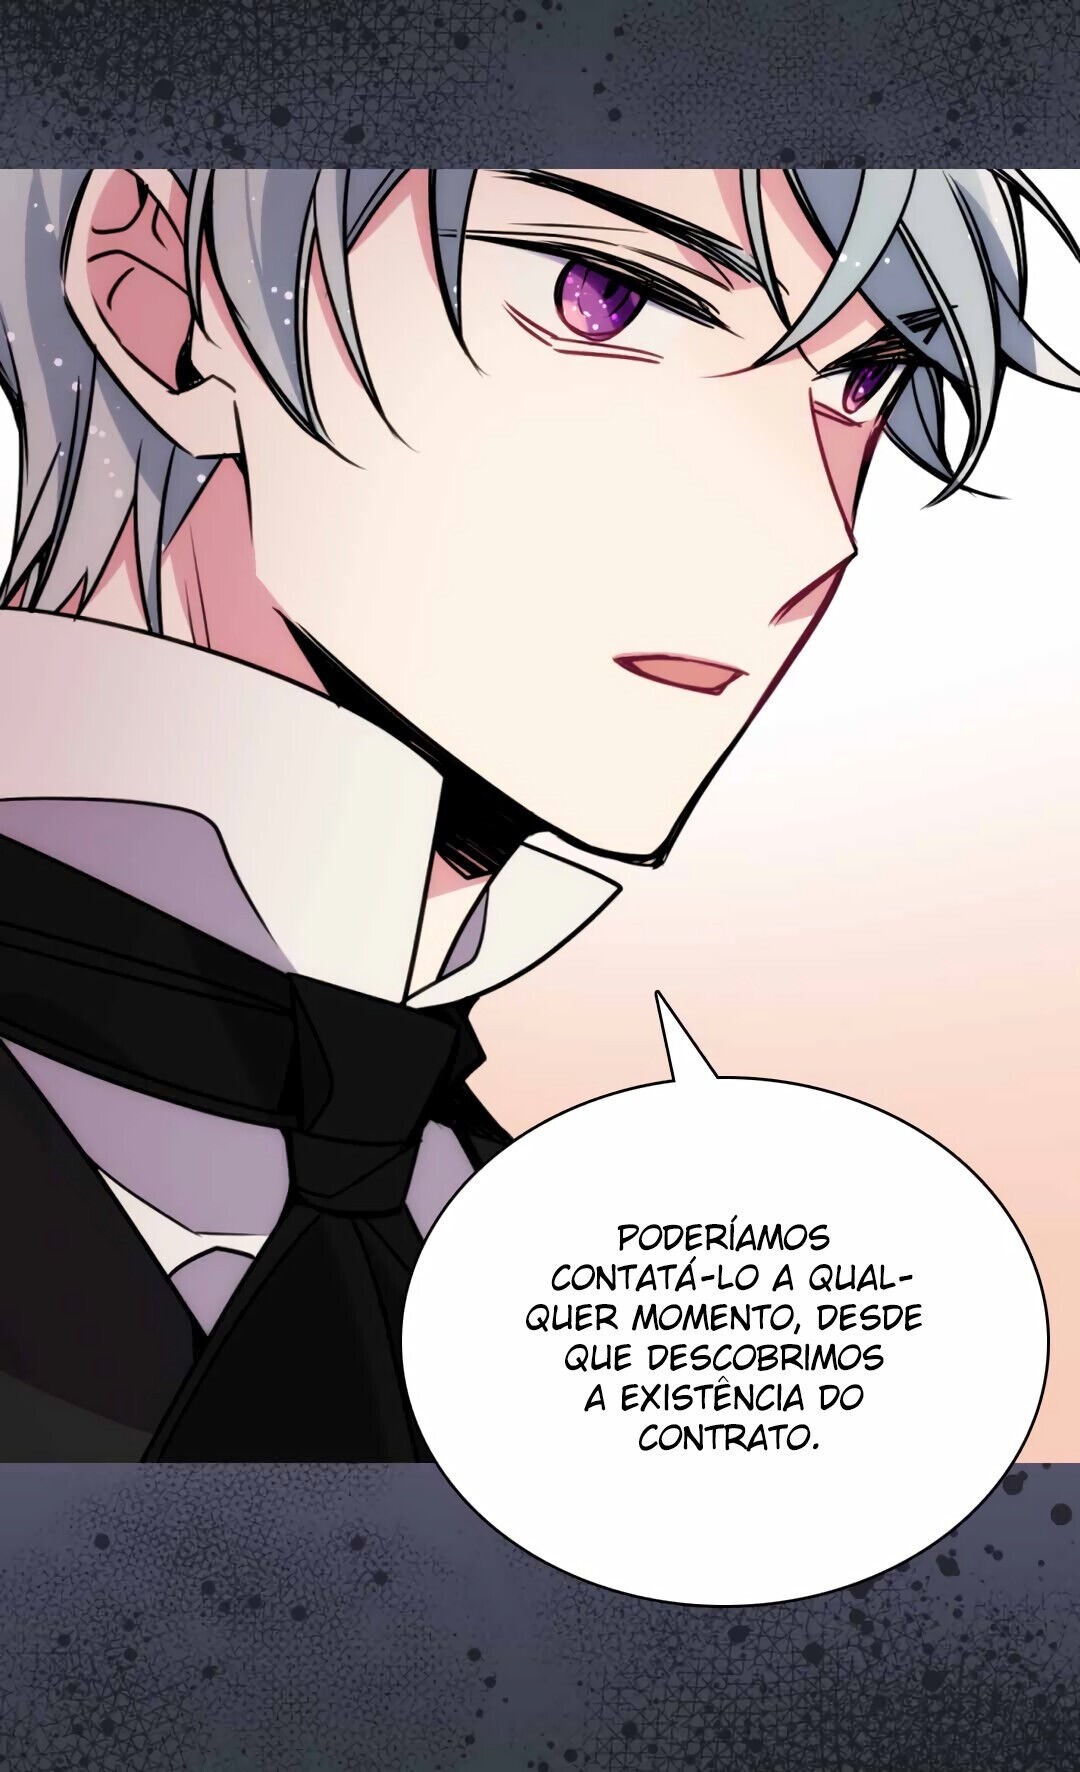 PODERÍAMOS
CONTATÁ-LO A QUAL-
QUER MOMENTO, DESDE
QUE DESCOBRIMOS
A EXISTÊNCIA DO
CONTRATO.